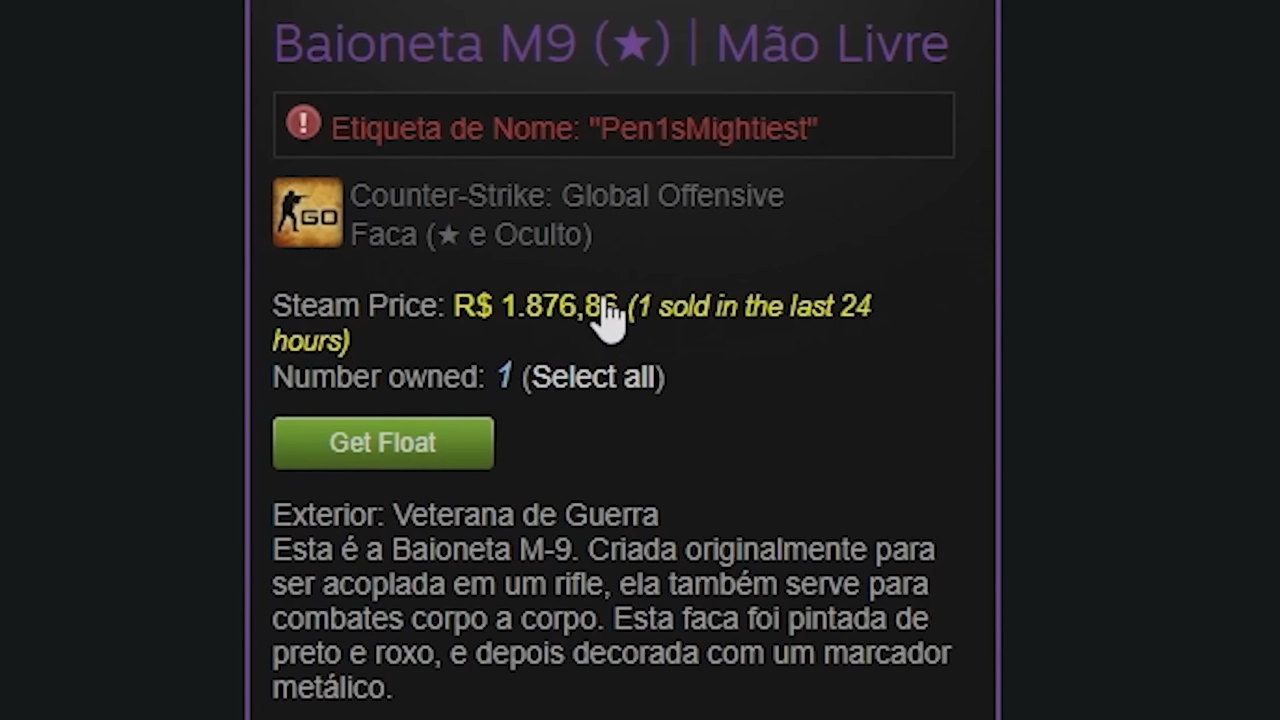 Baioneta M9 (★) | Mão Livre
Etiqueta de Nome: "Pen1sMightiest"
GO
Counter-Strike: Global Offensive
Faca (★ e Oculto)
Steam Price: R$ 1.876,86 (1 sold in the last 24
hours)
Number owned: 1 (Select all)
Get Float
Exterior: Veterana de Guerra
Esta é a Baioneta M-9. Criada originalmente para
ser acoplada em um rifle, ela também serve para
combates corpo a corpo. Esta faca foi pintada de
preto e roxo, e depois decorada com um marcador
metálico.